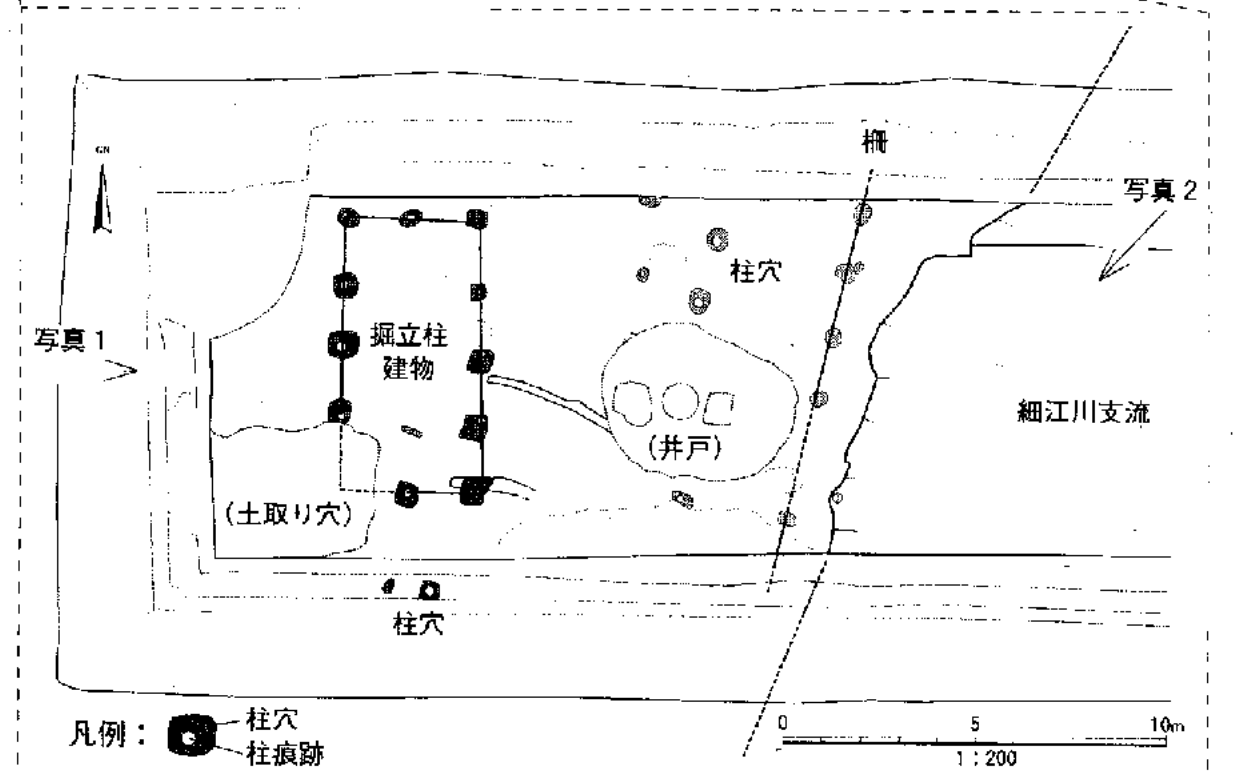 GN
柵
写真2
柱穴
写真1
掘立柱
建物
細江川支流
(井戸)
(土取り穴)
柱穴
凡例：
柱穴
柱痕跡
0 5 10m
1：200